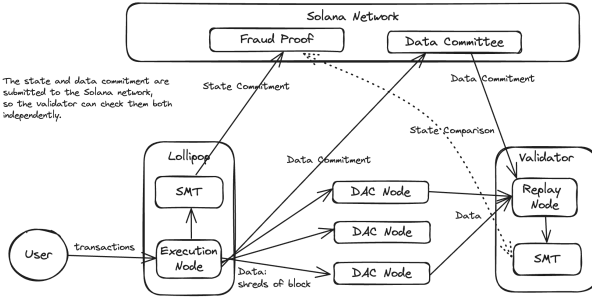 Solana Network
Fraud Proof
Data Committee
The state and data commitment are
submitted to the Solana network,
so the validator can check them both
independently.
State Commitment
Data Commitment
State Comparison
Lollipop
Data Commitment
Validator
SMT
DAC Node
Replay
Node
Data
DAC Node
User
transactions
Execution
Node
SMT
Data:
shreds of block
DAC Node